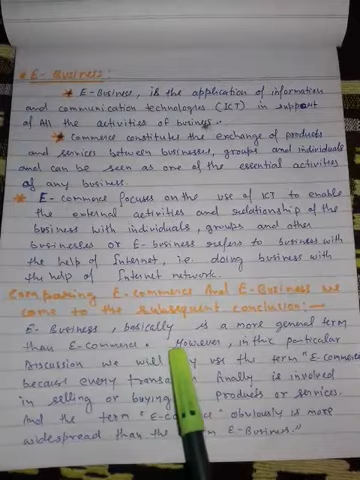 * E- Business:
* E-Business, is the application of information
and communication technologies (ICT) in support
of All the activities of business.
* Commerce constitutes the exchange of products
and services between businesses, groups and individuals
and can be seen as one of the essential activities
of any business.
* E- commerce focuses on the use of ICT to enable
the external activities and relationship of the
business with individuals, groups and other
businesses or E- business refers to business with
the help of Internet, i.e. doing business with
the help of Internet network.
Comparing E-commerce And E-Business we
come to the subsequent conclusion:-
E- Business, basically is a more general term
than E-commerce. However, in this particular
discussion we will use the term "E-commerce
because every finally is involved
in selling or buying products or services.
And the term obviously is more
widespread than the E-Business."